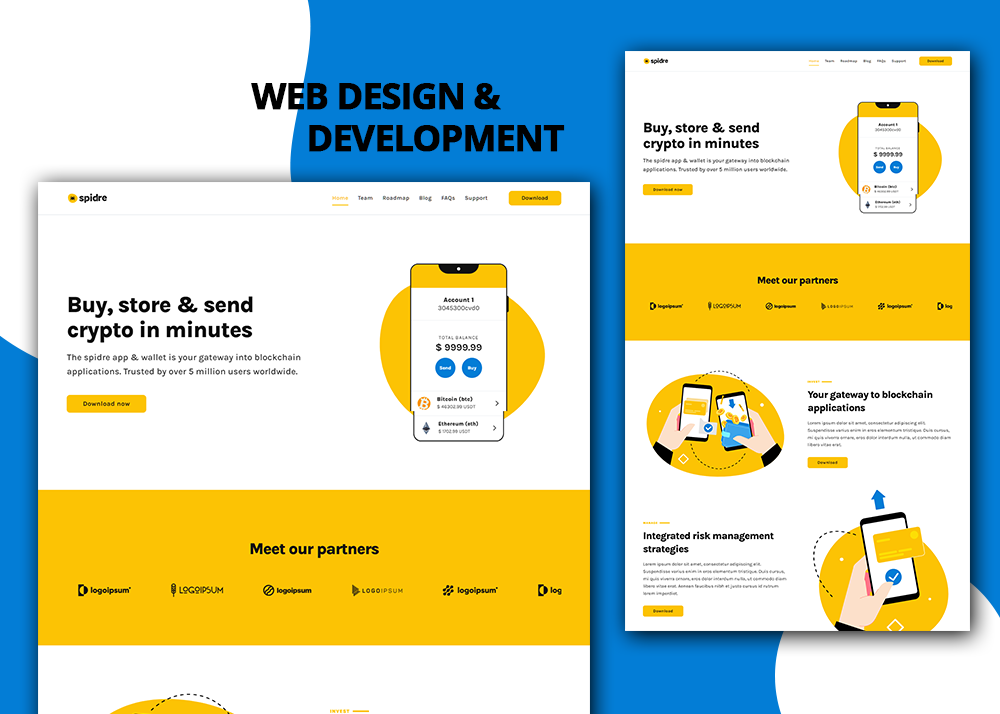 WEB DESIGN &
DEVELOPMENT
spidre
Home Team Roadmap Blog FAQs Support Download
Buy, store & send
crypto in minutes
The spidre app & wallet is your gateway into blockchain
applications. Trusted by over 5 million users worldwide.
Download now
Account 1
3045300cvd0
TOTAL BALANCE
$ 9999.99
Send Buy
Bitcoin (btc)
$ 46302.99 USDT
Ethereum (eth)
$ 1702.99 USDT
Meet our partners
logoipsum LOGOIPSUM logoipsum LOGOIPSUM logoipsum log
INVEST
spidre
Home Team Roadmap Blog FAQs Support Download
Buy, store & send
crypto in minutes
The spidre app & wallet is your gateway into blockchain
applications. Trusted by over 5 million users worldwide.
Download now
Account 1
3045300cvd0
TOTAL BALANCE
$ 9999.99
Send Buy
Bitcoin (btc)
Ethereum (eth)
Meet our partners
logoipsum LOGOIPSUM logoipsum LOGOIPSUM logoipsum log
INVEST
Your gateway to blockchain
applications
Lorem ipsum dolor sit amet, consectetur adipiscing elit.
Suspendisse varius enim in eros elementum tristique. Duis cursus,
mi quis viverra ornare, eros dolor interdum nulla, ut commodo diam
libero vitae erat.
Download
Integrated risk management
strategies
Lorem ipsum dolor sit amet, consectetur adipiscing elit.
Suspendisse varius enim in eros elementum tristique. Duis cursus,
mi quis viverra ornare, eros dolor interdum nulla, ut commodo diam
libero vitae erat. Aenean faucibus nibh et justo cursus id rutrum
lorem imperdiet.
Download